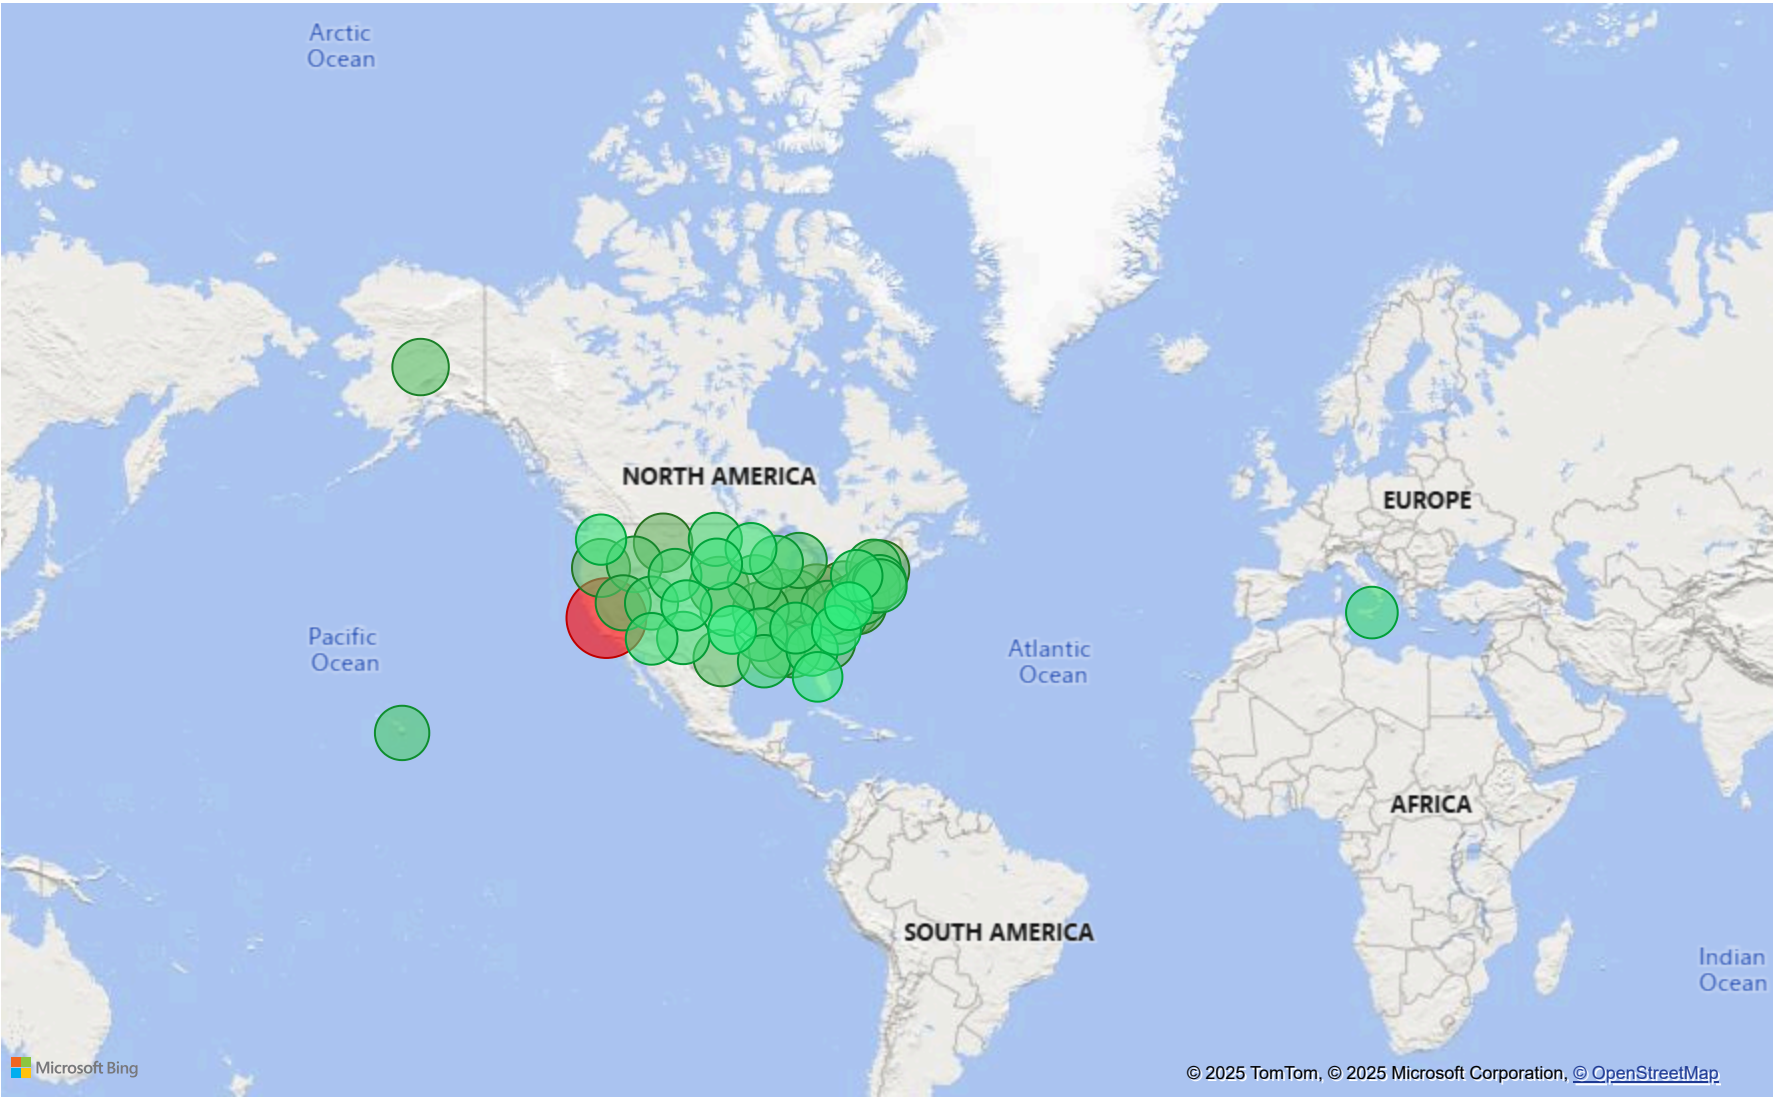 Arctic
Ocean
NORTH AMERICA
EUROPE
Pacific
Ocean
Atlantic
Ocean
AFRICA
SOUTH AMERICA
Indian
Ocean
Microsoft Bing
© 2025 TomTom, © 2025 Microsoft Corporation, © OpenStreetMap